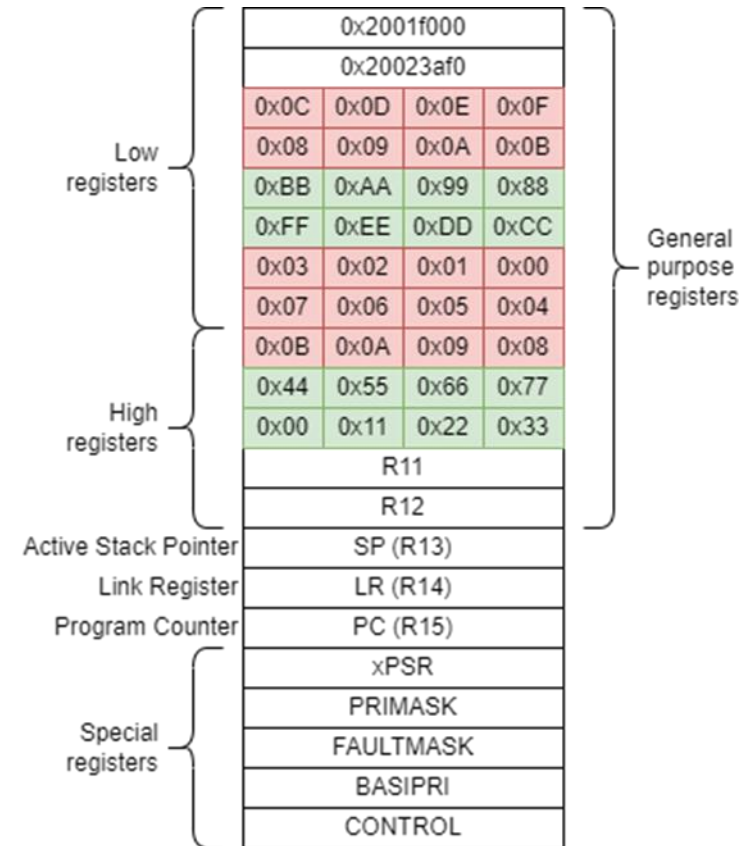 0x2001f000
0x20023af0
0x0C 0x0D 0x0E 0x0F
0x08 0x09 0x0A 0x0B
0xBB 0xAA 0x99 0x88
0xFF 0xEE 0xDD 0xCC
0x03 0x02 0x01 0x00
0x07 0x06 0x05 0x04
0x0B 0x0A 0x09 0x08
0x44 0x55 0x66 0x77
0x00 0x11 0x22 0x33
R11
R12
Low
registers
High
registers
General
purpose
registers
Active Stack Pointer SP (R13)
Link Register LR (R14)
Program Counter PC (R15)
xPSR
PRIMASK
FAULTMASK
BASIPRI
CONTROL
Special
registers